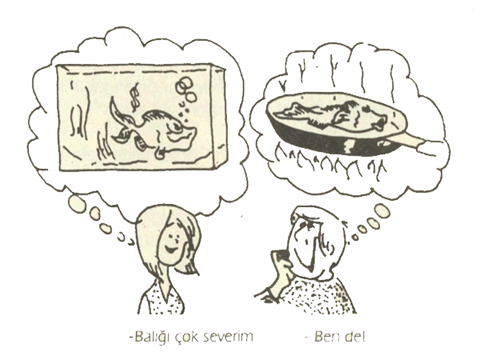 -Balığı çok severim
- Ben de!